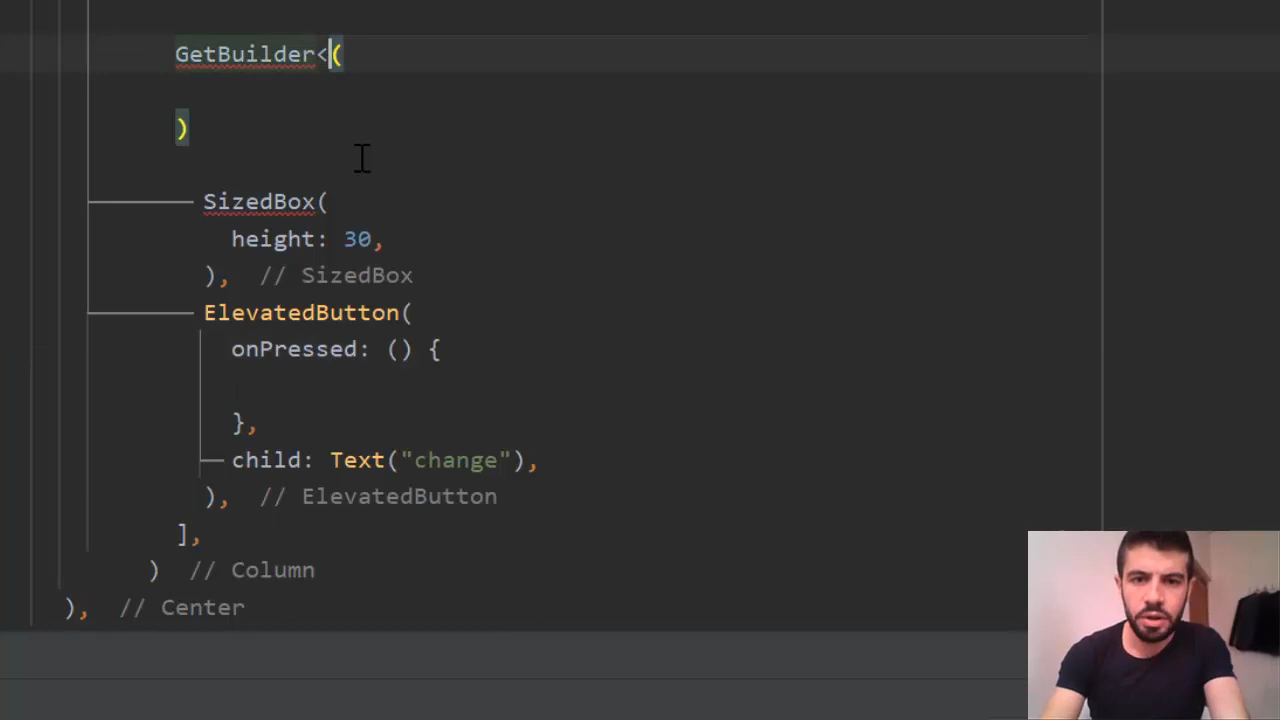 GetBuilder<(
)
SizedBox(
height: 30,
), // SizedBox
ElevatedButton(
onPressed: () {
},
child: Text("change"),
), // ElevatedButton
],
) // Column
), // Center